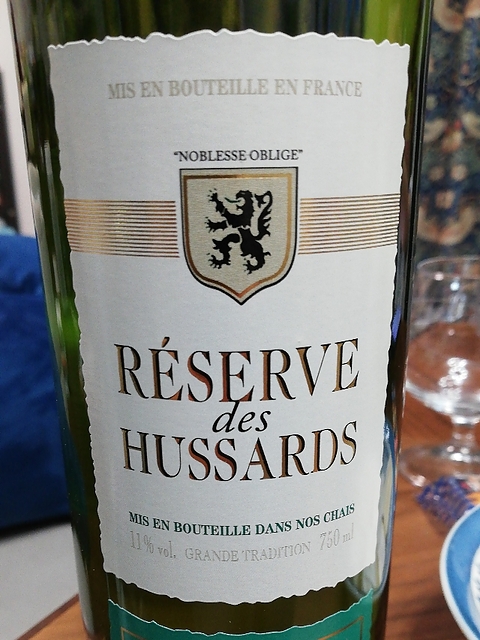 MIS EN BOUTEILLE EN FRANCE
"NOBLESSE OBLIGE"
RÉSERVE
des
HUSSARDS
MIS EN BOUTEILLE DANS NOS CHAIS
11% vol. GRANDE TRADITION 750 ml